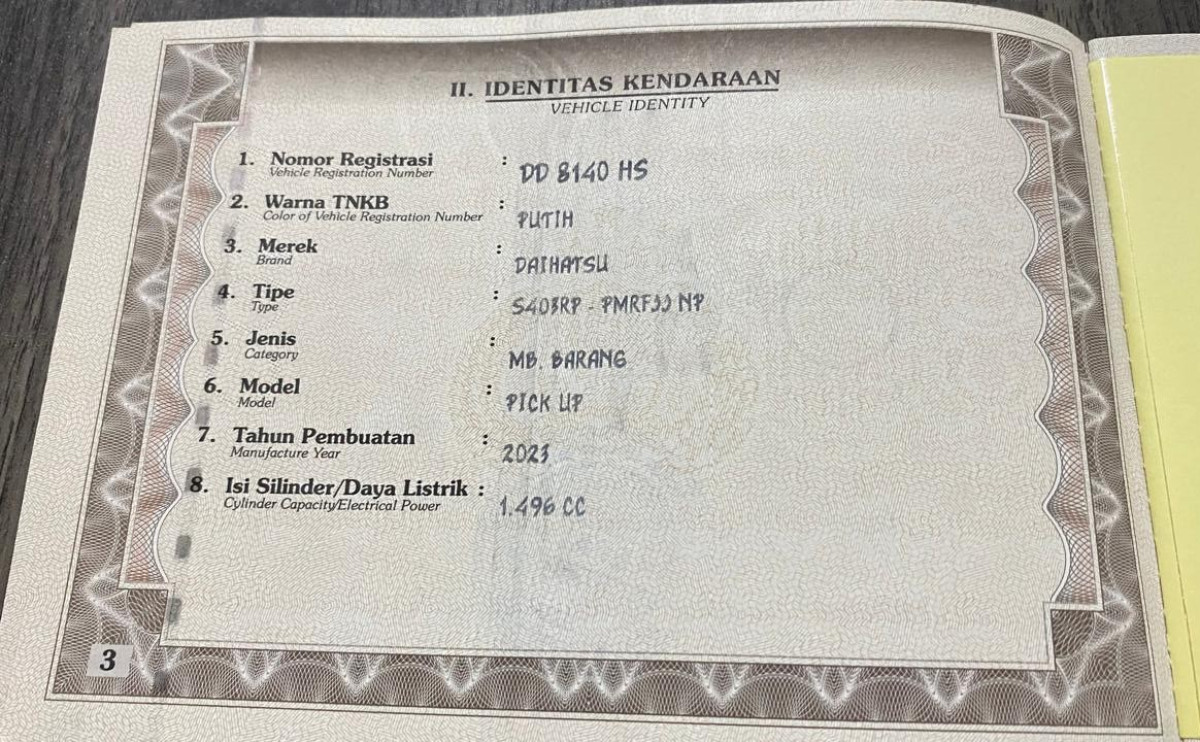 II. IDENTITAS KENDARAAN
VEHICLE IDENTITY
1. Nomor Registrasi : DD 8140 HS
Vehicle Registration Number
2. Warna TNKB : PUTIH
Color of Vehicle Registration Number
3. Merek : DAIHATSU
Brand
4. Tipe : S403RP - PMRFJJ NP
Type
5. Jenis : MB. BARANG
Category
6. Model : PICK UP
Model
7. Tahun Pembuatan : 2023
Manufacture Year
8. Isi Silinder/Daya Listrik : 1.496 CC
Cylinder Capacity/Electrical Power
3